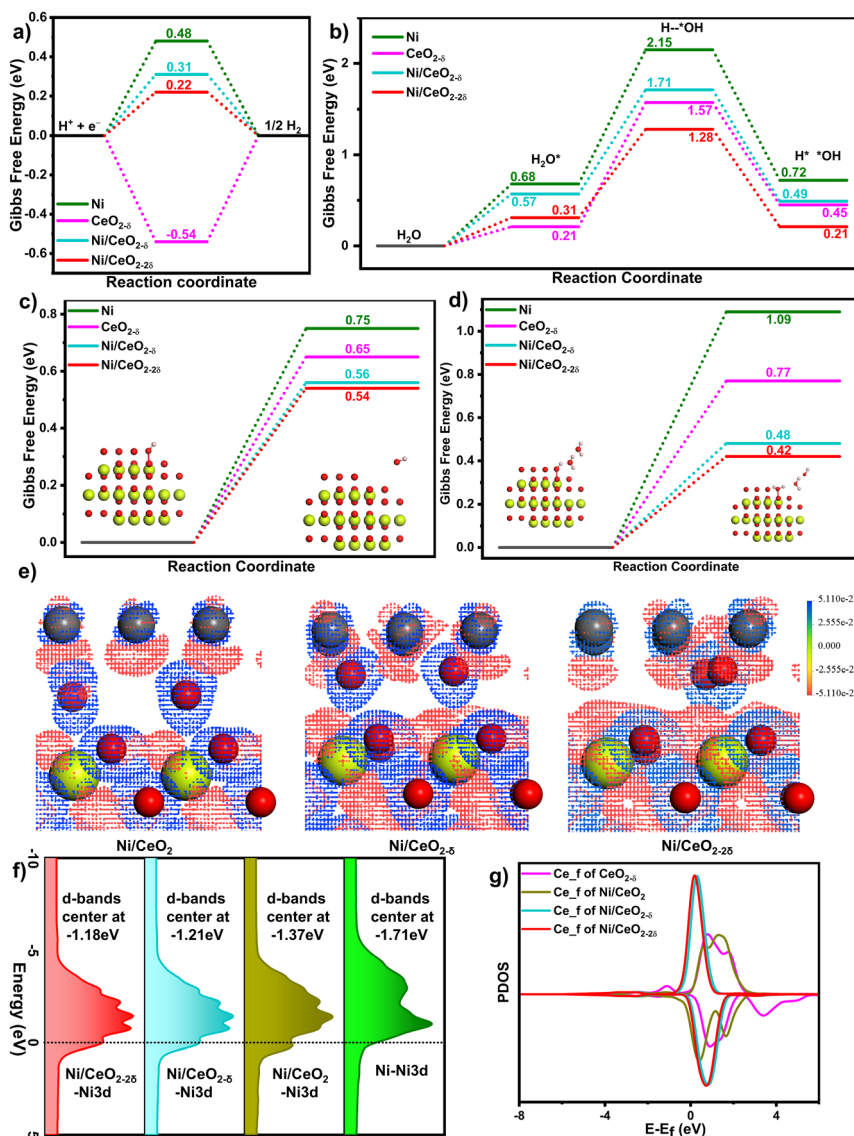 a)
Gibbs Free Energy (eV)
0.6
0.4
0.2
0.0
-0.2
-0.4
-0.6
0.48
0.31
0.22
H⁺ + e⁻
1/2 H₂
-0.54
Ni
CeO₂₋δ
Ni/CeO₂₋δ
Ni/CeO₂₋₂δ
Reaction coordinate
b)
Gibbs Free Energy (eV)
2
1
0
Ni
CeO₂₋δ
Ni/CeO₂₋δ
Ni/CeO₂₋₂δ
H--*OH
2.15
1.71
1.57
1.28
H₂O*
0.68
0.57
0.31
0.21
H₂O
H* *OH
0.72
0.49
0.45
0.21
Reaction Coordinate
c)
Gibbs Free Energy (eV)
0.8
0.6
0.4
0.2
0.0
Ni
CeO₂₋δ
Ni/CeO₂₋δ
Ni/CeO₂₋₂δ
0.75
0.65
0.56
0.54
Reaction Coordinate
d)
Gibbs Free Energy (eV)
1.0
0.8
0.6
0.4
0.2
0.0
Ni
CeO₂₋δ
Ni/CeO₂₋δ
Ni/CeO₂₋₂δ
1.09
0.77
0.48
0.42
Reaction Coordinate
e)
5.110e-2
2.555e-2
0.000
-2.555e-2
-5.110e-2
Ni/CeO₂
Ni/CeO₂₋δ
Ni/CeO₂₋₂δ
f)
Energy (eV)
-10
-5
0
5
d-bands
center at
-1.18eV
Ni/CeO₂₋₂δ
-Ni3d
d-bands
center at
-1.21eV
Ni/CeO₂₋δ
-Ni3d
d-bands
center at
-1.37eV
Ni/CeO₂
-Ni3d
d-bands
center at
-1.71eV
Ni-Ni3d
g)
Ce_f of CeO₂₋δ
Ce_f of Ni/CeO₂
Ce_f of Ni/CeO₂₋δ
Ce_f of Ni/CeO₂₋₂δ
PDOS
-8
-4
0
4
E-E_f (eV)